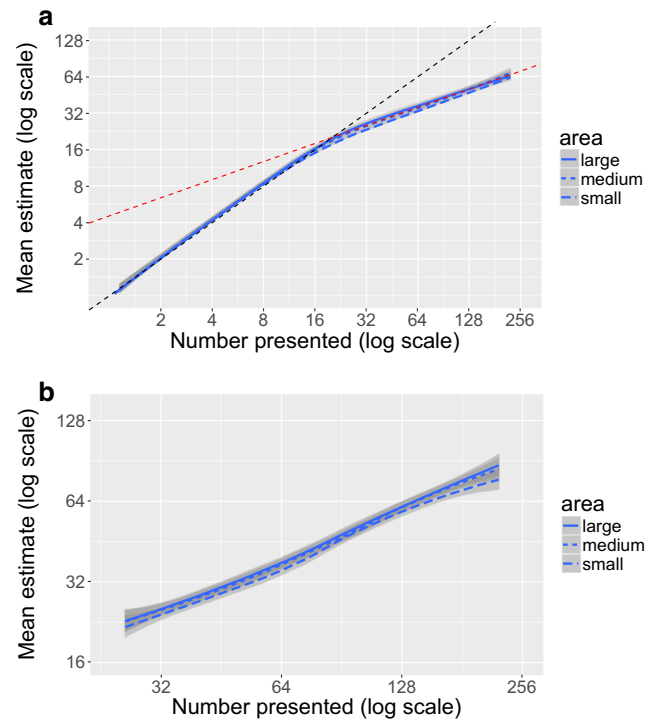 a
Mean estimate (log scale)
128
64
32
16
8
4
2
2 4 8 16 32 64 128 256
Number presented (log scale)
area
large
medium
small
b
Mean estimate (log scale)
128
64
32
16
32 64 128 256
Number presented (log scale)
area
large
medium
small